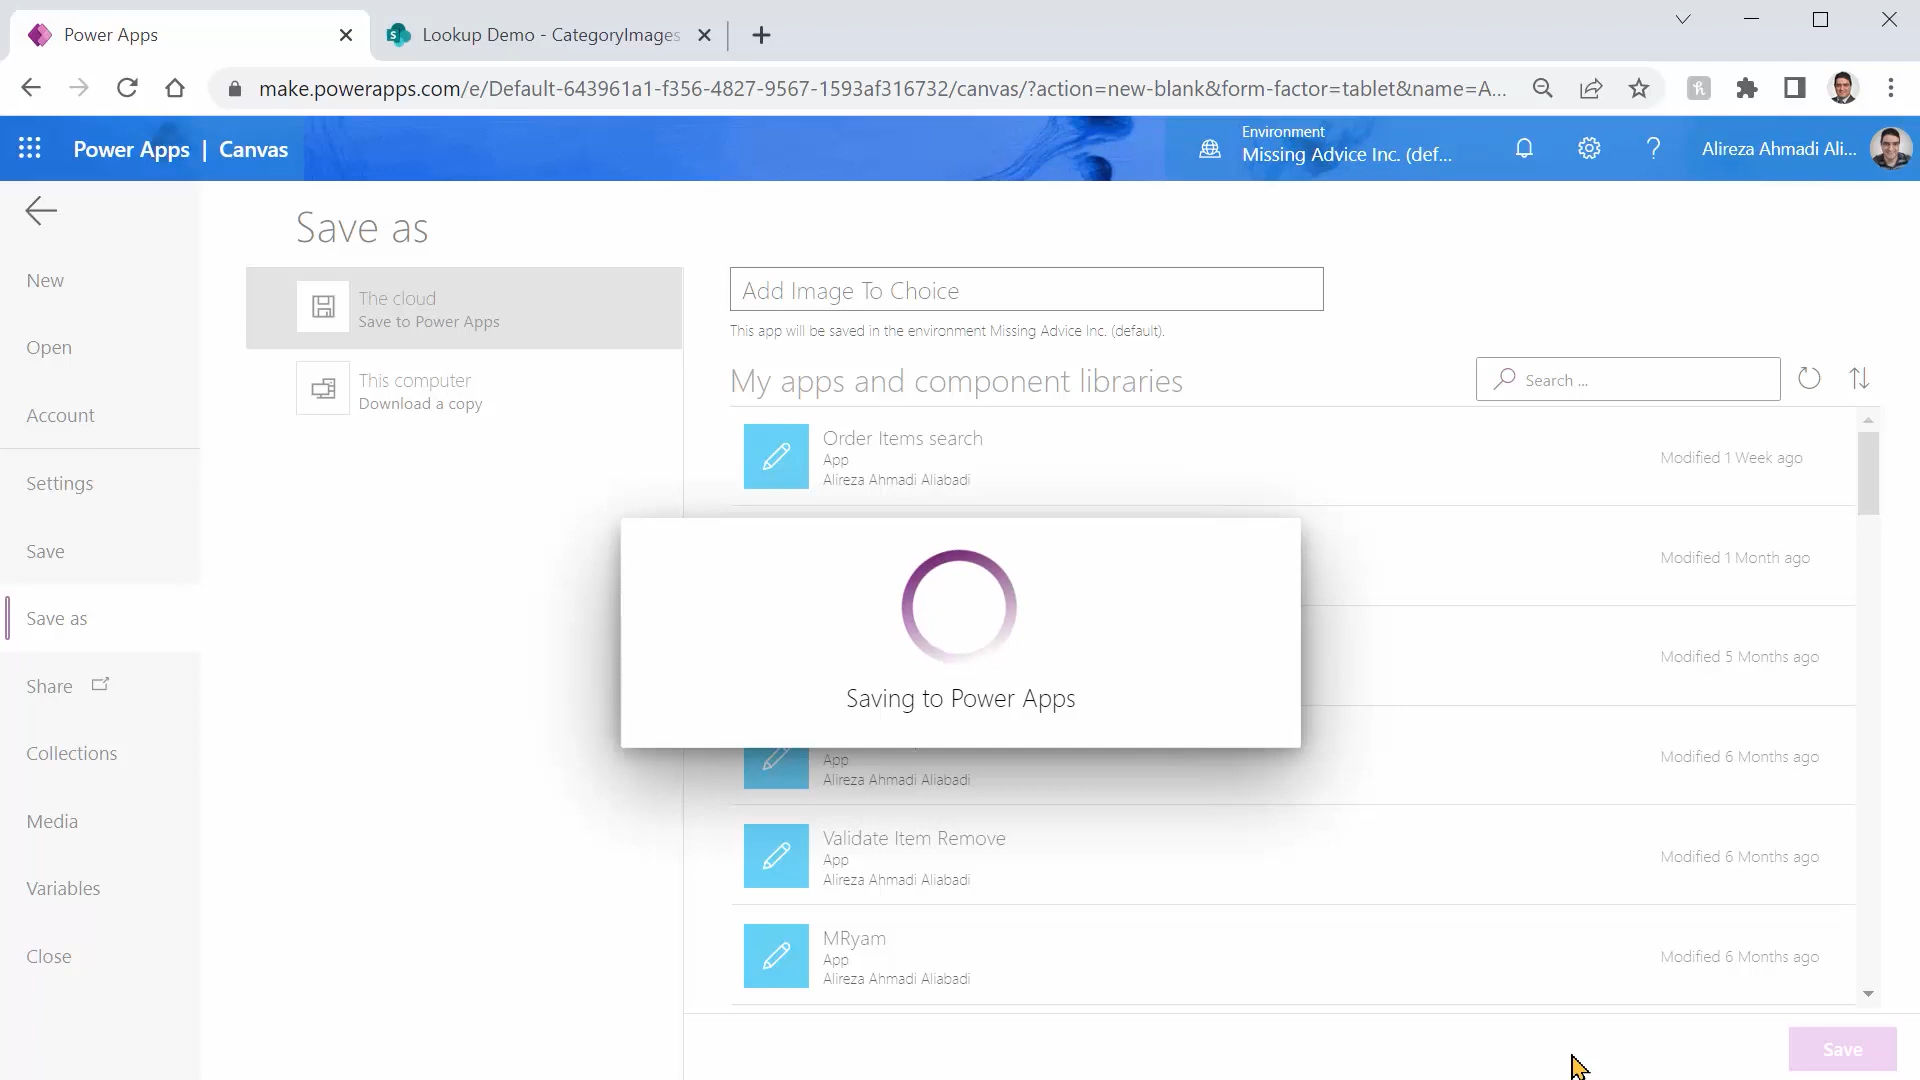 Power Apps
Lookup Demo - CategoryImages
make.powerapps.com/e/Default-643961a1-f356-4827-9567-1593af316732/canvas/?action=new-blank&form-factor=tablet&name=A...
Power Apps | Canvas
Environment
Missing Advice Inc. (def...
Alireza Ahmadi Ali...
New
Open
Account
Settings
Save
Save as
Share
Collections
Media
Variables
Close
Save as
The cloud
Save to Power Apps
This computer
Download a copy
Add Image To Choice
This app will be saved in the environment Missing Advice Inc. (default).
My apps and component libraries
Search ...
Order Items search
App
Alireza Ahmadi Aliabadi
Modified 1 Week ago
Modified 1 Month ago
Modified 5 Months ago
Saving to Power Apps
App
Alireza Ahmadi Aliabadi
Modified 6 Months ago
Validate Item Remove
App
Alireza Ahmadi Aliabadi
Modified 6 Months ago
MRyam
App
Alireza Ahmadi Aliabadi
Modified 6 Months ago
Save